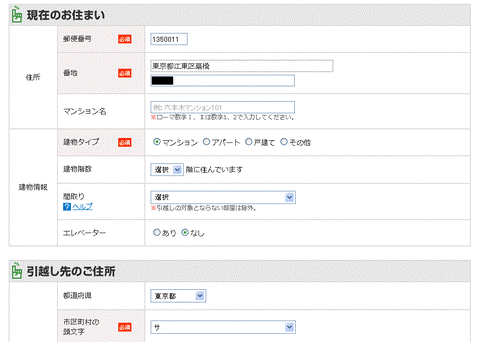 現在のお住まい
住所
郵便番号 必須 1350011
番地 必須 東京都江東区扇橋
マンション名 例:六本木マンション101
※ローマ数字Ⅰ、Ⅱは数字1、2で入力してください。
建物情報
建物タイプ 必須 マンション アパート 戸建て その他
建物階数 選択 階に住んでいます
間取り 選択
?ヘルプ ※引越しの対象とならない部屋は除外。
エレベーター あり なし
引越し先のご住所
都道府県 東京都
市区町村の 必須 サ
頭文字